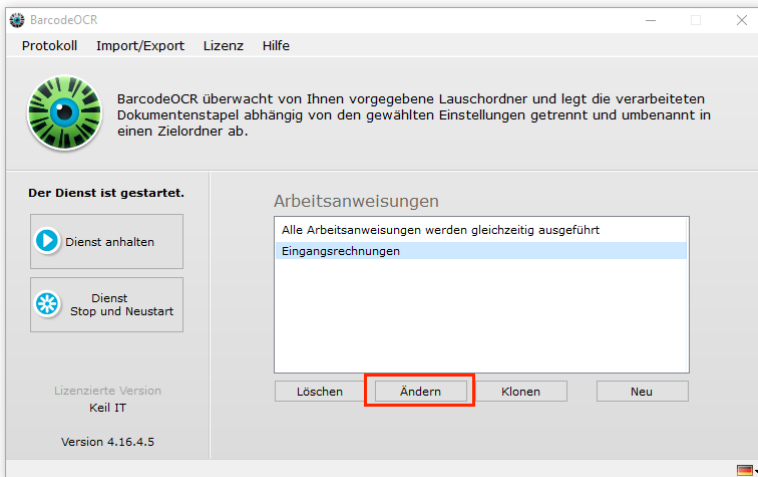 BarcodeOCR
Protokoll Import/Export Lizenz Hilfe
BarcodeOCR überwacht von Ihnen vorgegebene Lauschordner und legt die verarbeiteten
Dokumentenstapel abhängig von den gewählten Einstellungen getrennt und umbenannt in
einen Zielordner ab.
Der Dienst ist gestartet.
Dienst anhalten
Dienst
Stop und Neustart
Lizenzierte Version
Keil IT
Version 4.16.4.5
Arbeitsanweisungen
Alle Arbeitsanweisungen werden gleichzeitig ausgeführt
Eingangsrechnungen
Löschen Ändern Klonen Neu